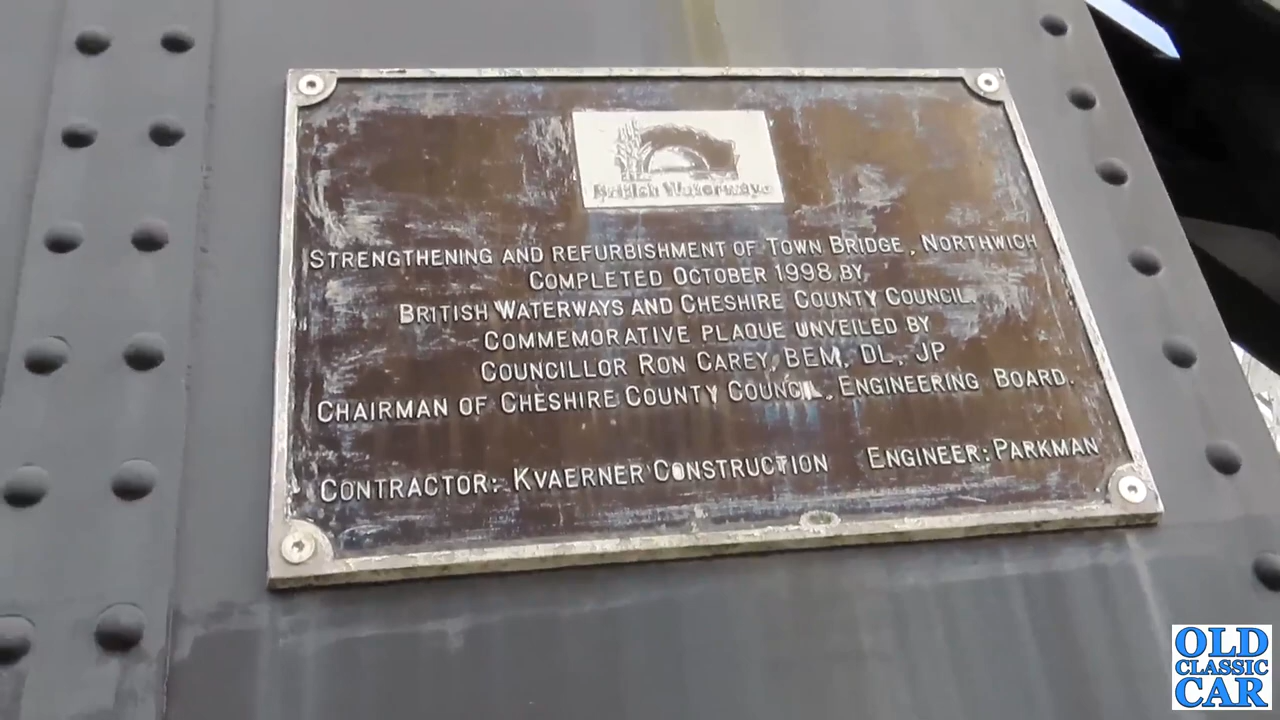 British Waterways
STRENGTHENING AND REFURBISHMENT OF TOWN BRIDGE, NORTHWICH
COMPLETED OCTOBER 1998 BY
BRITISH WATERWAYS AND CHESHIRE COUNTY COUNCIL.
COMMEMORATIVE PLAQUE UNVEILED BY
COUNCILLOR RON CAREY, BEM, DL, JP
CHAIRMAN OF CHESHIRE COUNTY COUNCIL, ENGINEERING BOARD.
CONTRACTOR: KVAERNER CONSTRUCTION ENGINEER: PARKMAN
OLD
CLASSIC
CAR